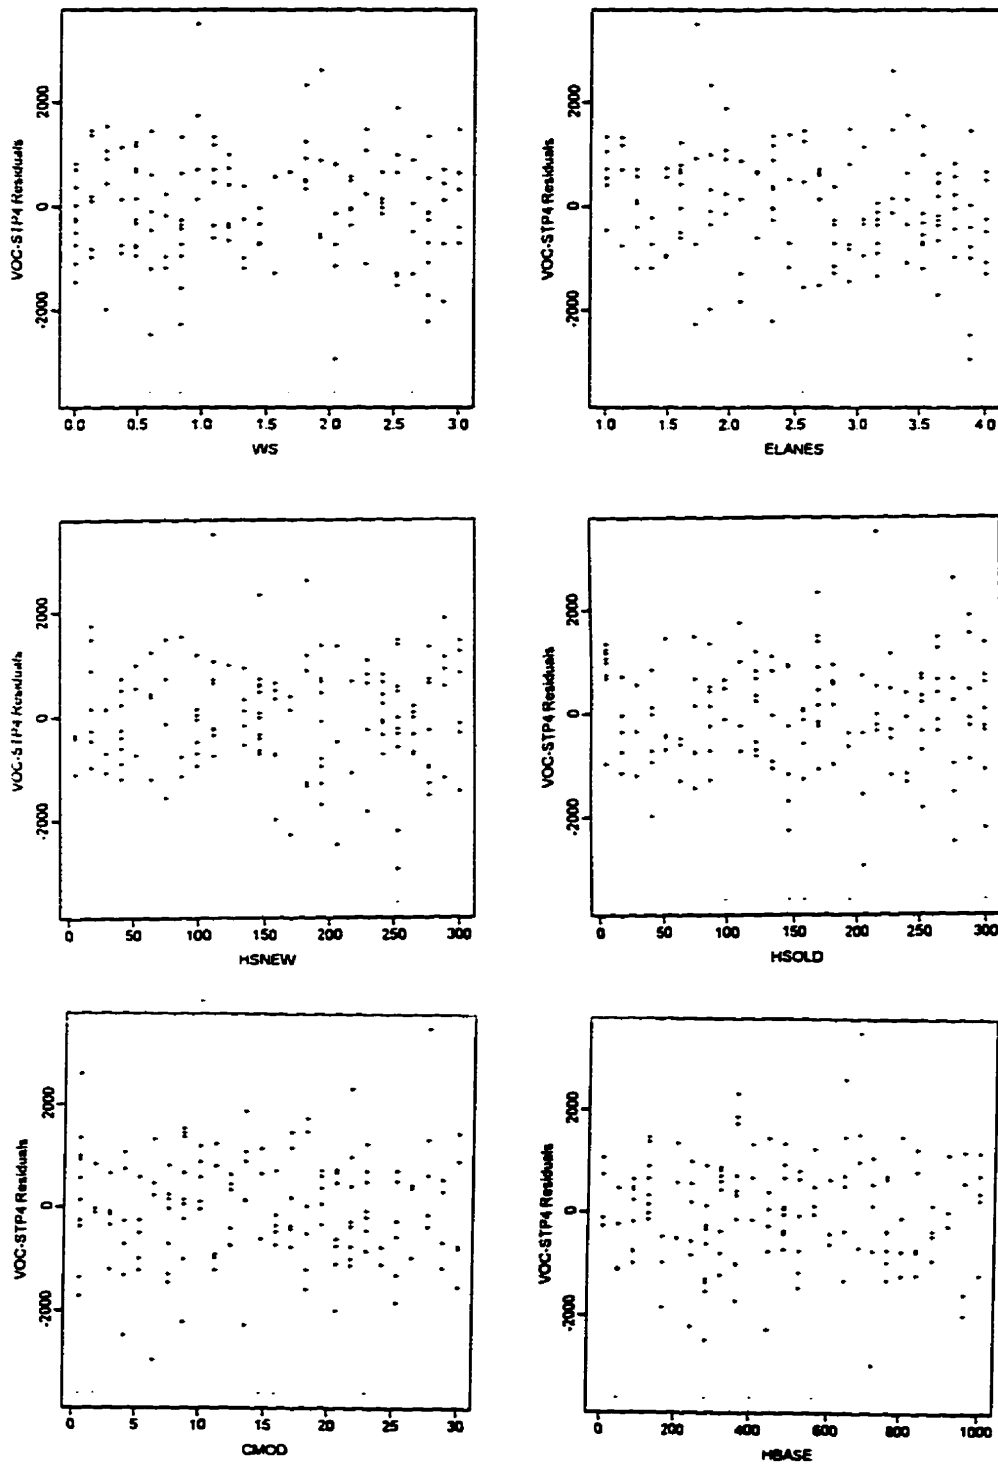 VOC-STP4 Residuals
2000
0
-2000
0.0 0.5 1.0 1.5 2.0 2.5 3.0
WS
VOC-STP4 Residuals
2000
0
-2000
1.0 1.5 2.0 2.5 3.0 3.5 4.0
ELANES
VOC-STP4 Residuals
2000
0
-2000
0 50 100 150 200 250 300
HSNEW
VOC-STP4 Residuals
2000
0
-2000
0 50 100 150 200 250 300
HSOLD
VOC-STP4 Residuals
2000
0
-2000
0 5 10 15 20 25 30
CMOD
VOC-STP4 Residuals
2000
0
-2000
0 200 400 600 800 1000
HBASE